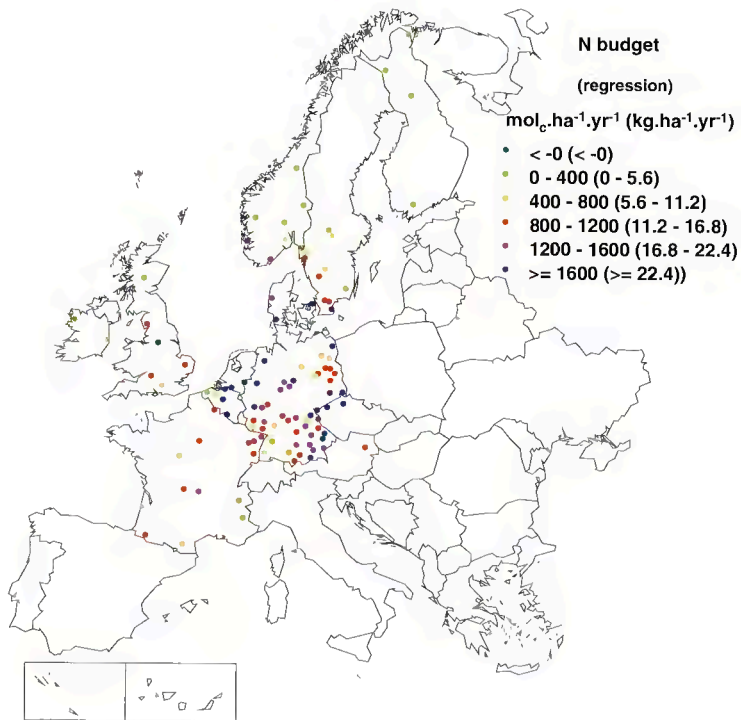 N budget
(regression)
mol_c.ha⁻¹.yr⁻¹ (kg.ha⁻¹.yr⁻¹)
< -0 (< -0)
0 - 400 (0 - 5.6)
400 - 800 (5.6 - 11.2)
800 - 1200 (11.2 - 16.8)
1200 - 1600 (16.8 - 22.4)
>= 1600 (>= 22.4))